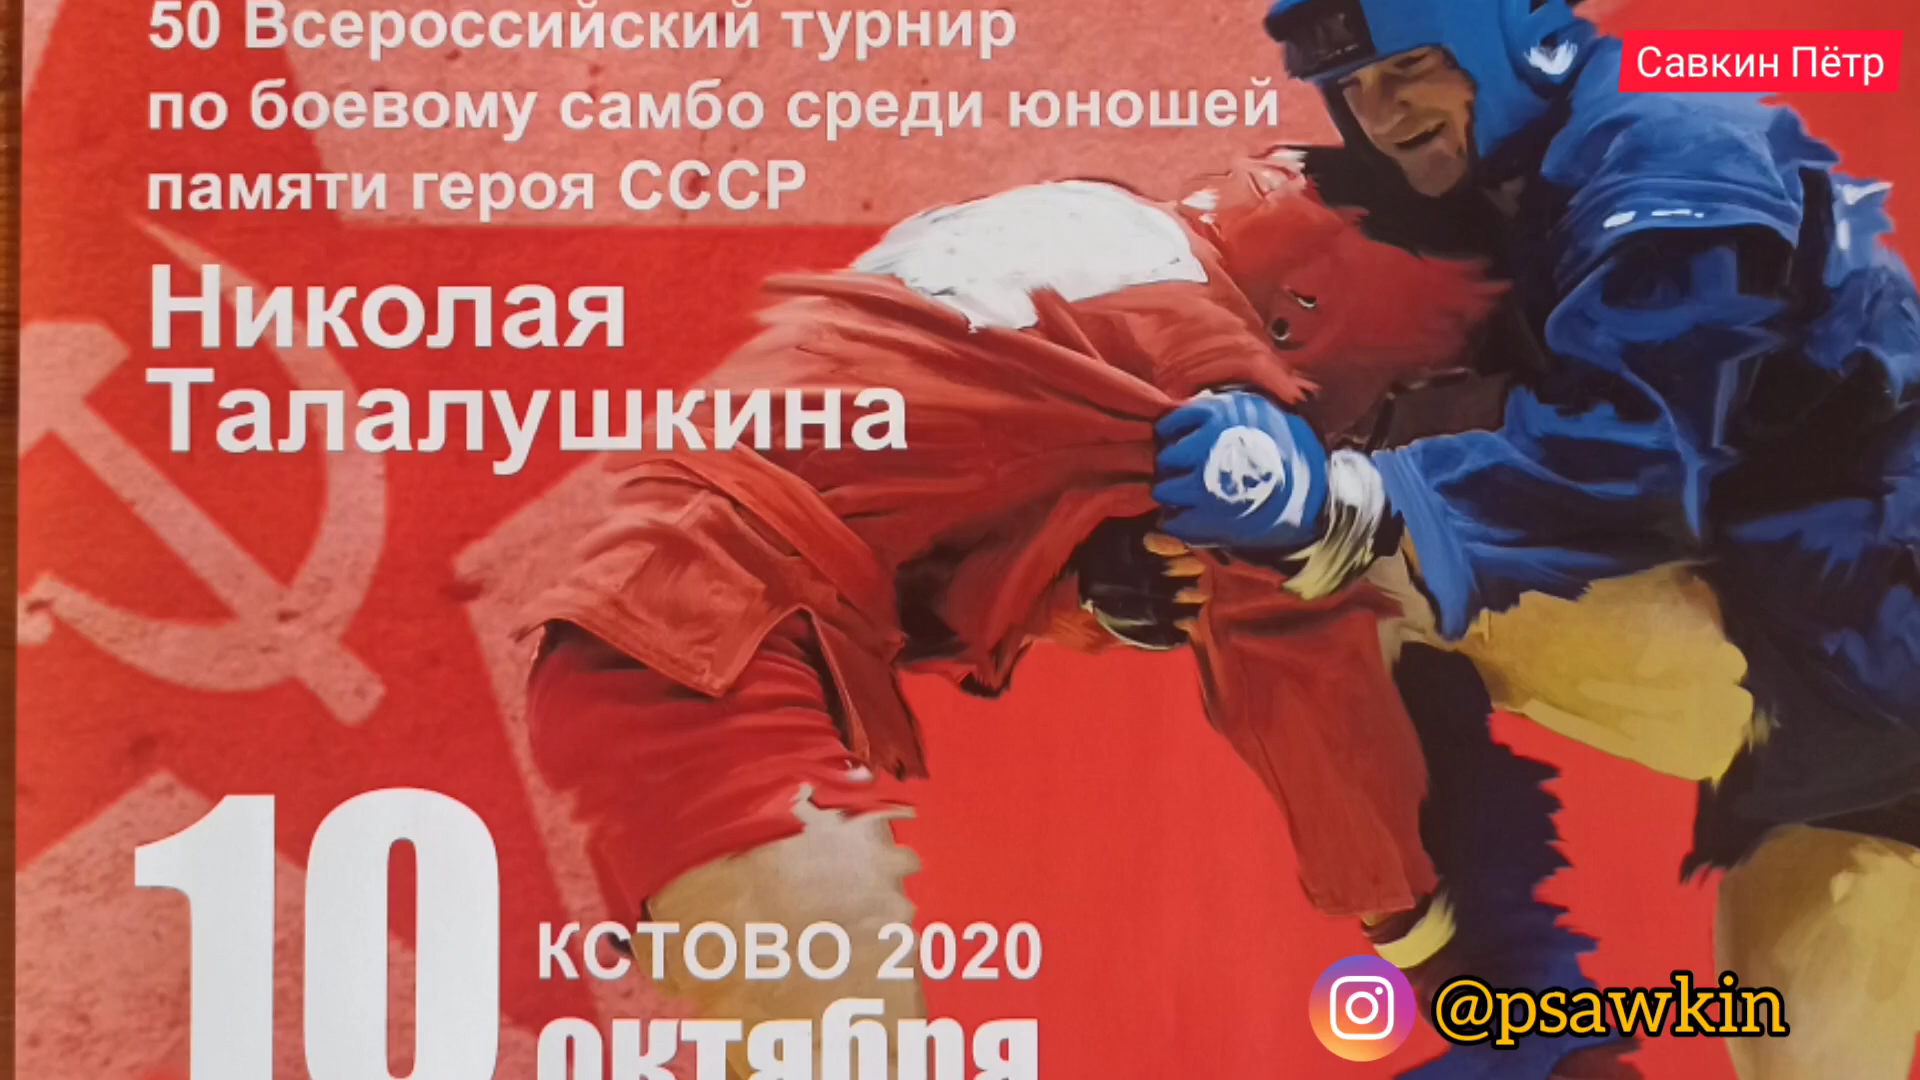 50 Всероссийский турнир
по боевому самбо среди юношей
памяти героя СССР
Николая
Талалушкина
10
КСТОВО 2020
октября
Савкин Пётр
@psawkin